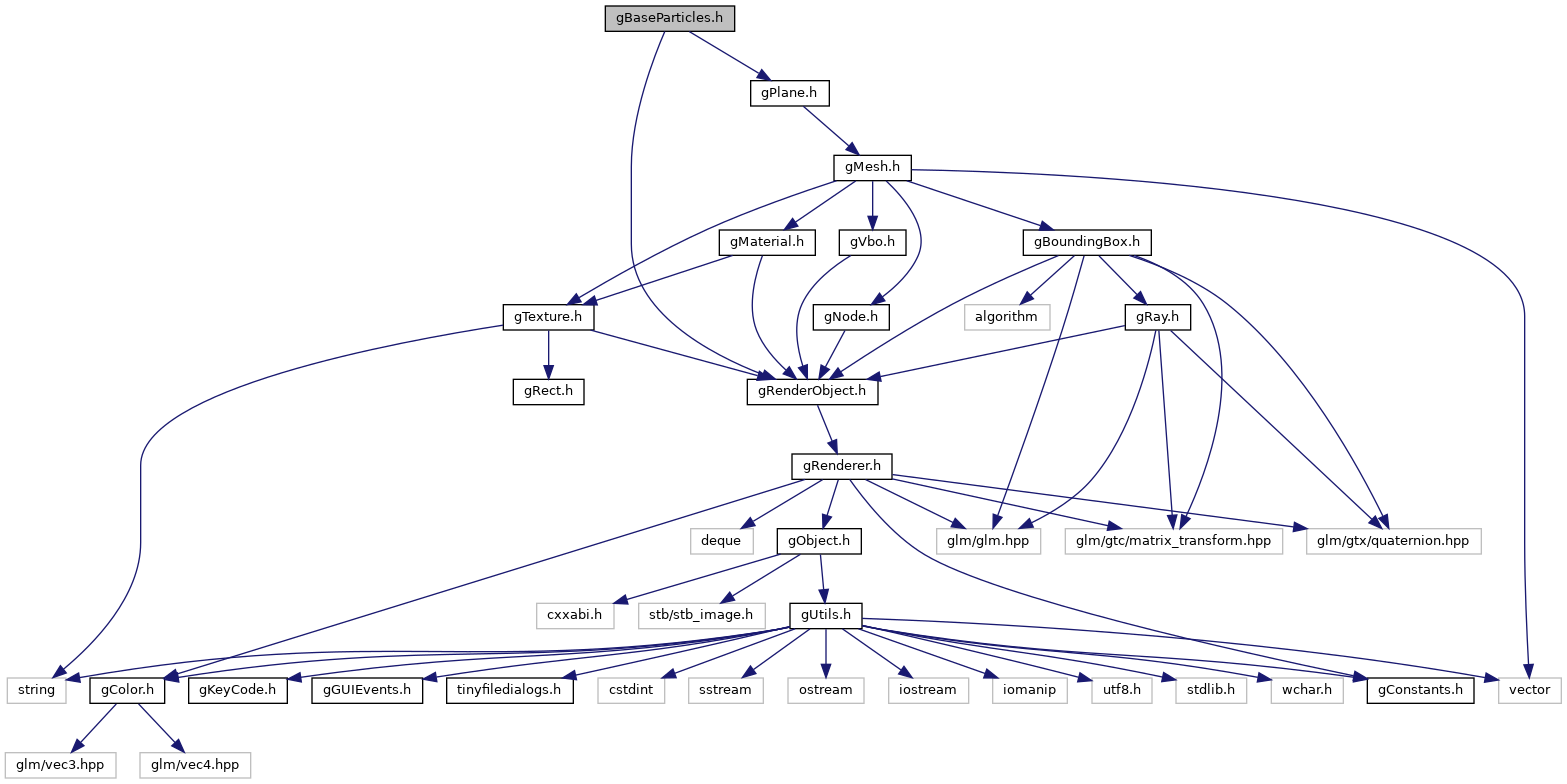 gBaseParticles.h
gPlane.h
gMesh.h
gMaterial.h
gVbo.h
gBoundingBox.h
gTexture.h
gNode.h
algorithm
gRay.h
gRect.h
gRenderObject.h
gRenderer.h
deque
gObject.h
glm/glm.hpp
glm/gtc/matrix_transform.hpp
glm/gtx/quaternion.hpp
cxxabi.h
stb/stb_image.h
gUtils.h
string
gColor.h
gKeyCode.h
gGUIEvents.h
tinyfiledialogs.h
cstdint
sstream
ostream
iostream
iomanip
utf8.h
stdlib.h
wchar.h
gConstants.h
vector
glm/vec3.hpp
glm/vec4.hpp